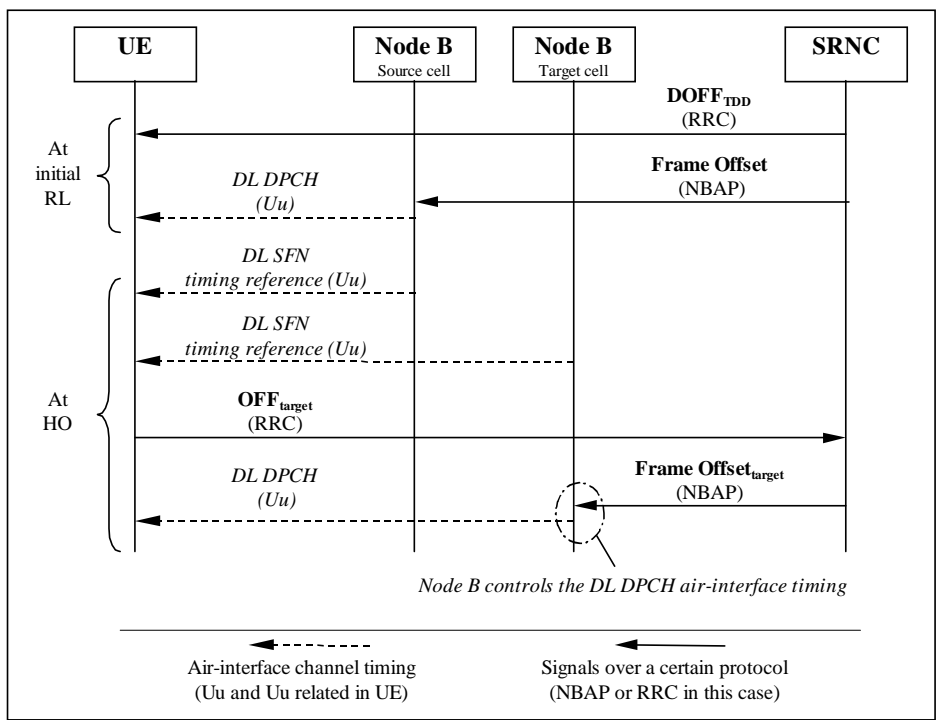 UE
Node B
Source cell
Node B
Target cell
SRNC
DOFFTDD
(RRC)
At
initial
RL
Frame Offset
(NBAP)
DL DPCH
(Uu)
DL SFN
timing reference (Uu)
DL SFN
timing reference (Uu)
At
HO
OFFtarget
(RRC)
Frame Offsettarget
(NBAP)
DL DPCH
(Uu)
Node B controls the DL DPCH air-interface timing
Air-interface channel timing
(Uu and Uu related in UE)
Signals over a certain protocol
(NBAP or RRC in this case)